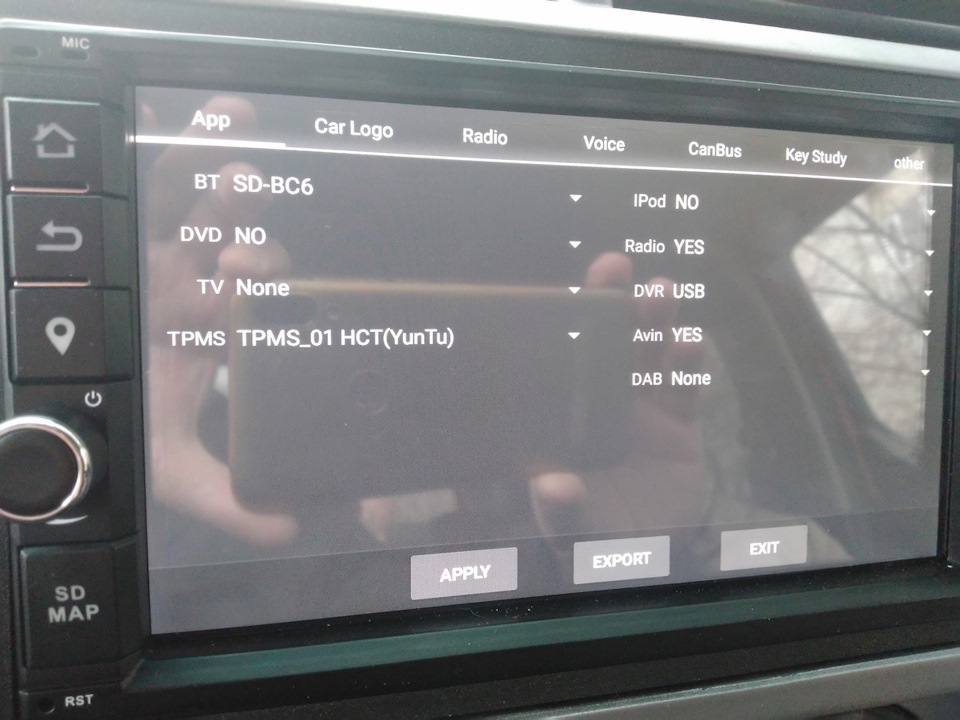 MIC
App Car Logo Radio Voice CanBus Key Study other
BT SD-BC6
DVD NO
TV None
TPMS TPMS_01 HCT(YunTu)
IPod NO
Radio YES
DVR USB
Avin YES
DAB None
APPLY EXPORT EXIT
SD
MAP
RST